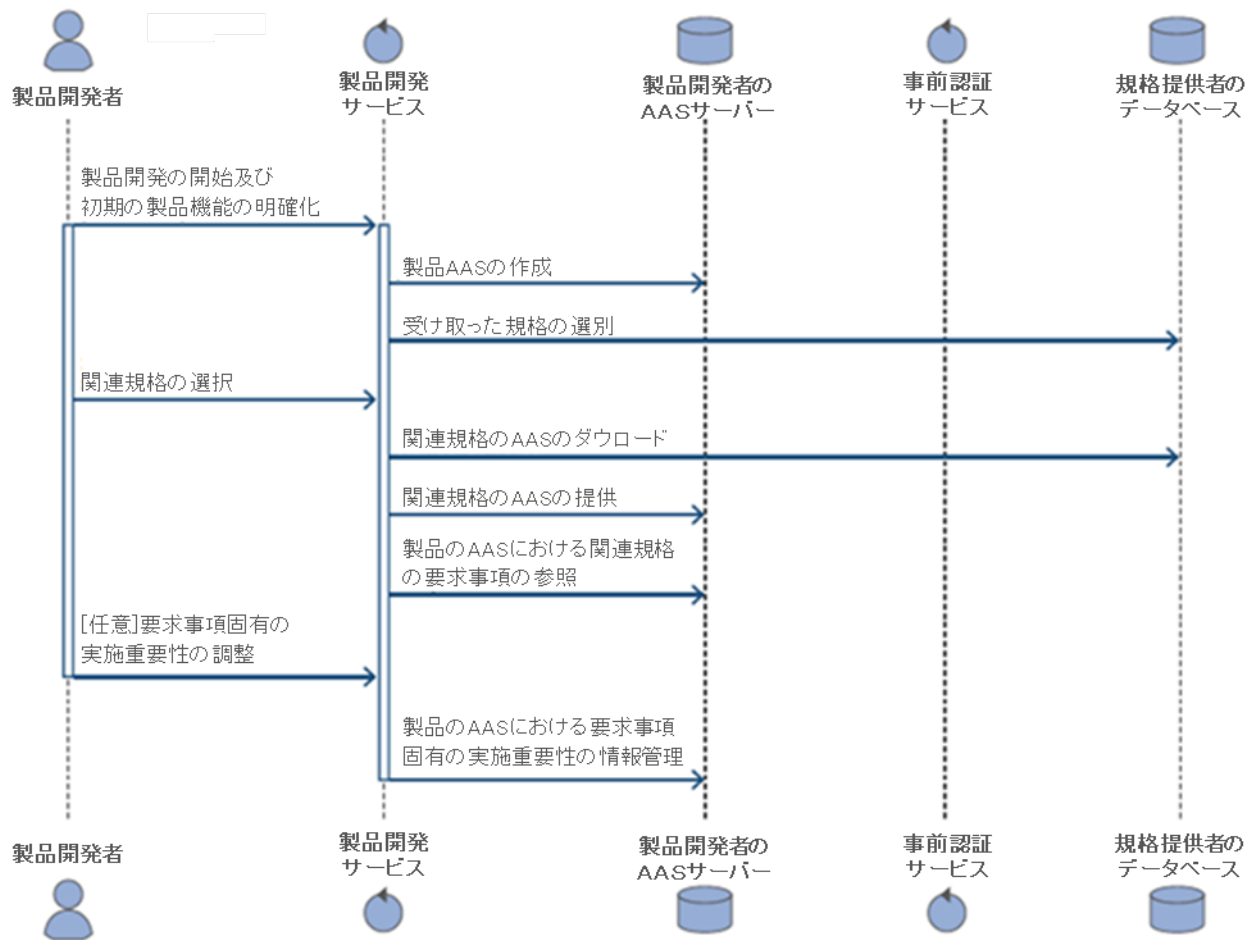 製品開発者
製品開発
サービス
製品開発者の
AASサーバー
事前認証
サービス
規格提供者の
データベース
製品開発の開始及び
初期の製品機能の明確化
製品AASの作成
受け取った規格の選別
関連規格の選択
関連規格のAASのダウロード
関連規格のAASの提供
製品のAASにおける関連規格
の要求事項の参照
[任意]要求事項固有の
実施重要性の調整
製品のAASにおける要求事項
固有の実施重要性の情報管理
製品開発者
製品開発
サービス
製品開発者の
AASサーバー
事前認証
サービス
規格提供者の
データベース